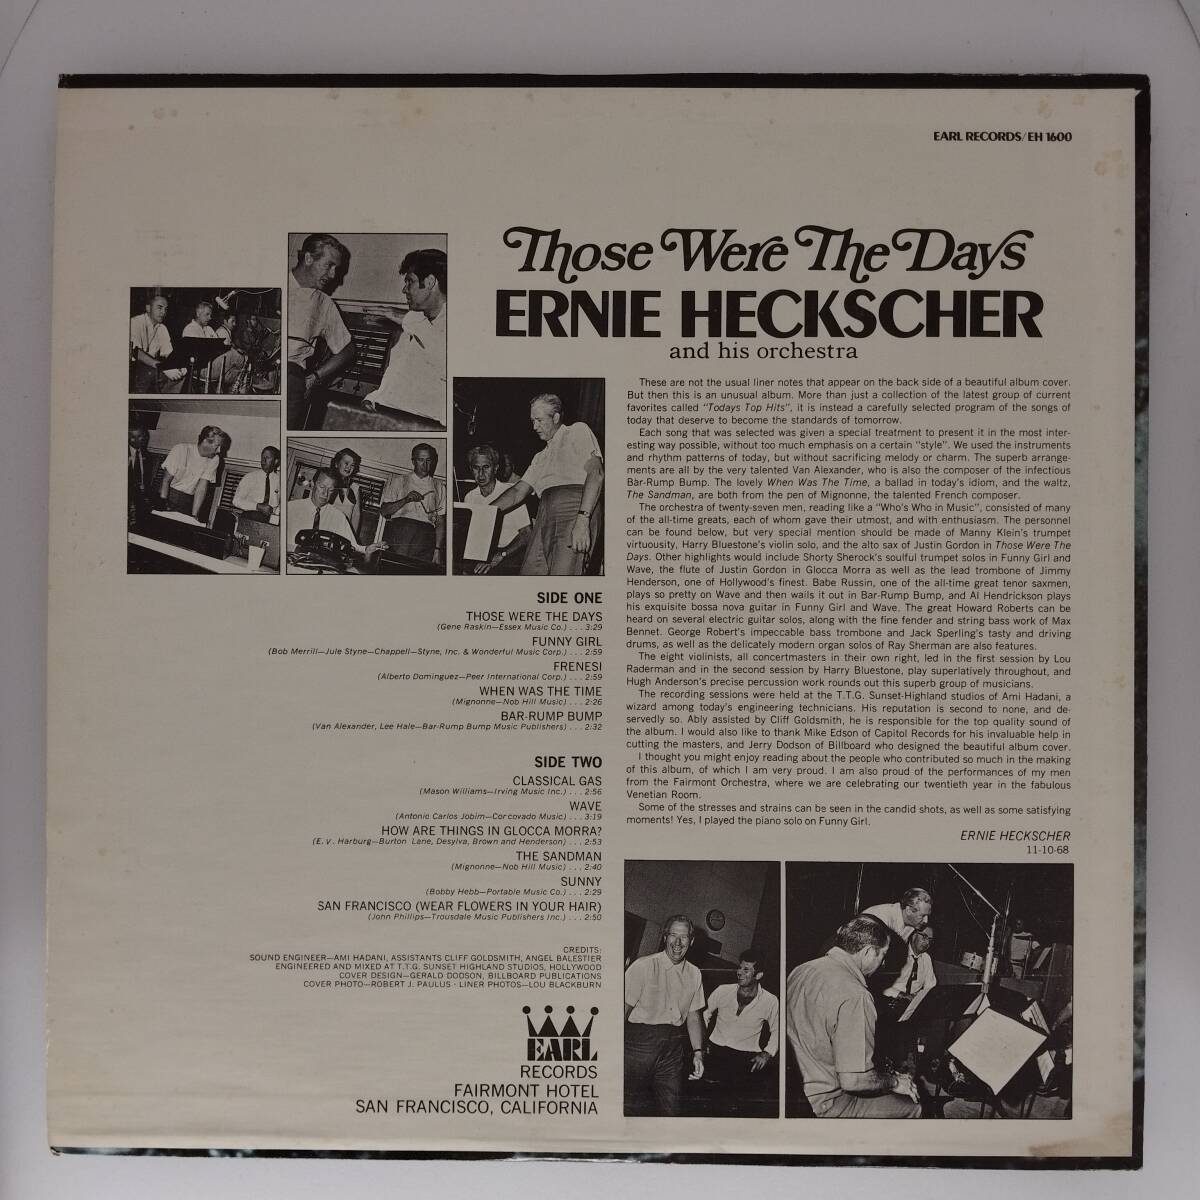 EARL RECORDS/EH 1600
Those Were The Days
ERNIE HECKSCHER
and his orchestra
These are not the usual liner notes that appear on the back side of a beautiful album cover.
But then this is an unusual album. More than just a collection of the latest group of current
favorites called "Todays Top Hits", it is instead a carefully selected program of the songs of
today that deserve to become the standards of tomorrow.
Each song that was selected was given a special treatment to present it in the most inter-
esting way possible, without too much emphasis on a certain "style". We used the instruments
and rhythm patterns of today, but without sacrificing melody or charm. The superb arrange-
ments are all by the very talented Van Alexander, who is also the composer of the infectious
Bar-Rump Bump. The lovely When Was The Time, a ballad in today's idiom, and the waltz,
The Sandman, are both from the pen of Mignonne, the talented French composer.
The orchestra of twenty-seven men, reading like a "Who's Who in Music", consisted of many
of the all-time greats, each of whom gave their utmost, and with enthusiasm. The personnel
can be found below, but very special mention should be made of Manny Klein's trumpet
virtuousity, Harry Bluestone's violin solo, and the alto sax of Justin Gordon in Those Were The
Days. Other highlights would include Shorty Sherock's soulful trumpet solos in Funny Girl and
Wave, the flute of Justin Gordon in Glocca Morra as well as the lead trombone of Jimmy
Henderson, one of Hollywood's finest. Babe Russin, one of the all-time great tenor saxmen,
plays so pretty on Wave and then wails it out in Bar-Rump Bump, and Al Hendrickson plays
his exquisite bossa nova guitar in Funny Girl and Wave. The great Howard Roberts can be
heard on several electric guitar solos, along with the fine fender and string bass work of Max
Bennet. George Robert's impeccable bass trombone and Jack Sperling's tasty and driving
drums, as well as the delicately modern organ solos of Ray Sherman are also features.
The eight violinists, all concertmasters in their own right, led in the first session by Lou
Raderman and in the second session by Harry Bluestone, play superlatively throughout, and
Hugh Anderson's precise percussion work rounds out this superb group of musicians.
The recording sessions were held at the T.T.G. Sunset-Highland studios of Ami Hadani, a
wizard among today's engineering technicians. His reputation is second to none, and de-
servedly so. Ably assisted by Cliff Goldsmith, he is responsible for the top quality sound of
the album. I would also like to thank Mike Edson of Capitol Records for his invaluable help in
cutting the masters, and Jerry Dodson of Billboard who designed the beautiful album cover.
I thought you might enjoy reading about the people who contributed so much in the making
of this album, of which I am very proud. I am also proud of the performances of my men
from the Fairmont Orchestra, where we are celebrating our twentieth year in the fabulous
Venetian Room.
Some of the stresses and strains can be seen in the candid shots, as well as some satisfying
moments! Yes, I played the piano solo on Funny Girl.
ERNIE HECKSCHER
11-10-68
SIDE ONE
THOSE WERE THE DAYS
(Gene Raskin—Essex Music Co.) . . . 3:29
FUNNY GIRL
(Bob Merrill—Jule Styne—Chappell—Styne, Inc. & Wonderful Music Corp.) . . . 2:59
FRENESI
(Alberto Dominguez—Peer International Corp.) . . . 2:59
WHEN WAS THE TIME
(Mignonne—Nob Hill Music) . . . 2:26
BAR-RUMP BUMP
(Van Alexander, Lee Hale—Bar-Rump Bump Music Publishers) . . . 2:32
SIDE TWO
CLASSICAL GAS
(Mason Williams—Irving Music Inc.) . . . 2:56
WAVE
(Antonio Carlos Jobim—Corcovado Music) . . . 3:19
HOW ARE THINGS IN GLOCCA MORRA?
(E. V. Harburg—Burton Lane, Desylva, Brown and Henderson) . . . 2:53
THE SANDMAN
(Mignonne—Nob Hill Music) . . . 2:40
SUNNY
(Bobby Hebb—Portable Music Co.) . . . 2:29
SAN FRANCISCO (WEAR FLOWERS IN YOUR HAIR)
(John Phillips—Trousdale Music Publishers Inc.) . . . 2:50
CREDITS:
SOUND ENGINEER—AMI HADANI, ASSISTANTS CLIFF GOLDSMITH, ANGEL BALESTIER
ENGINEERED AND MIXED AT T.T.G. SUNSET HIGHLAND STUDIOS, HOLLYWOOD
COVER DESIGN—GERALD DODSON, BILLBOARD PUBLICATIONS
COVER PHOTO—ROBERT J. PAULUS · LINER PHOTOS—LOU BLACKBURN
EARL
RECORDS
FAIRMONT HOTEL
SAN FRANCISCO, CALIFORNIA